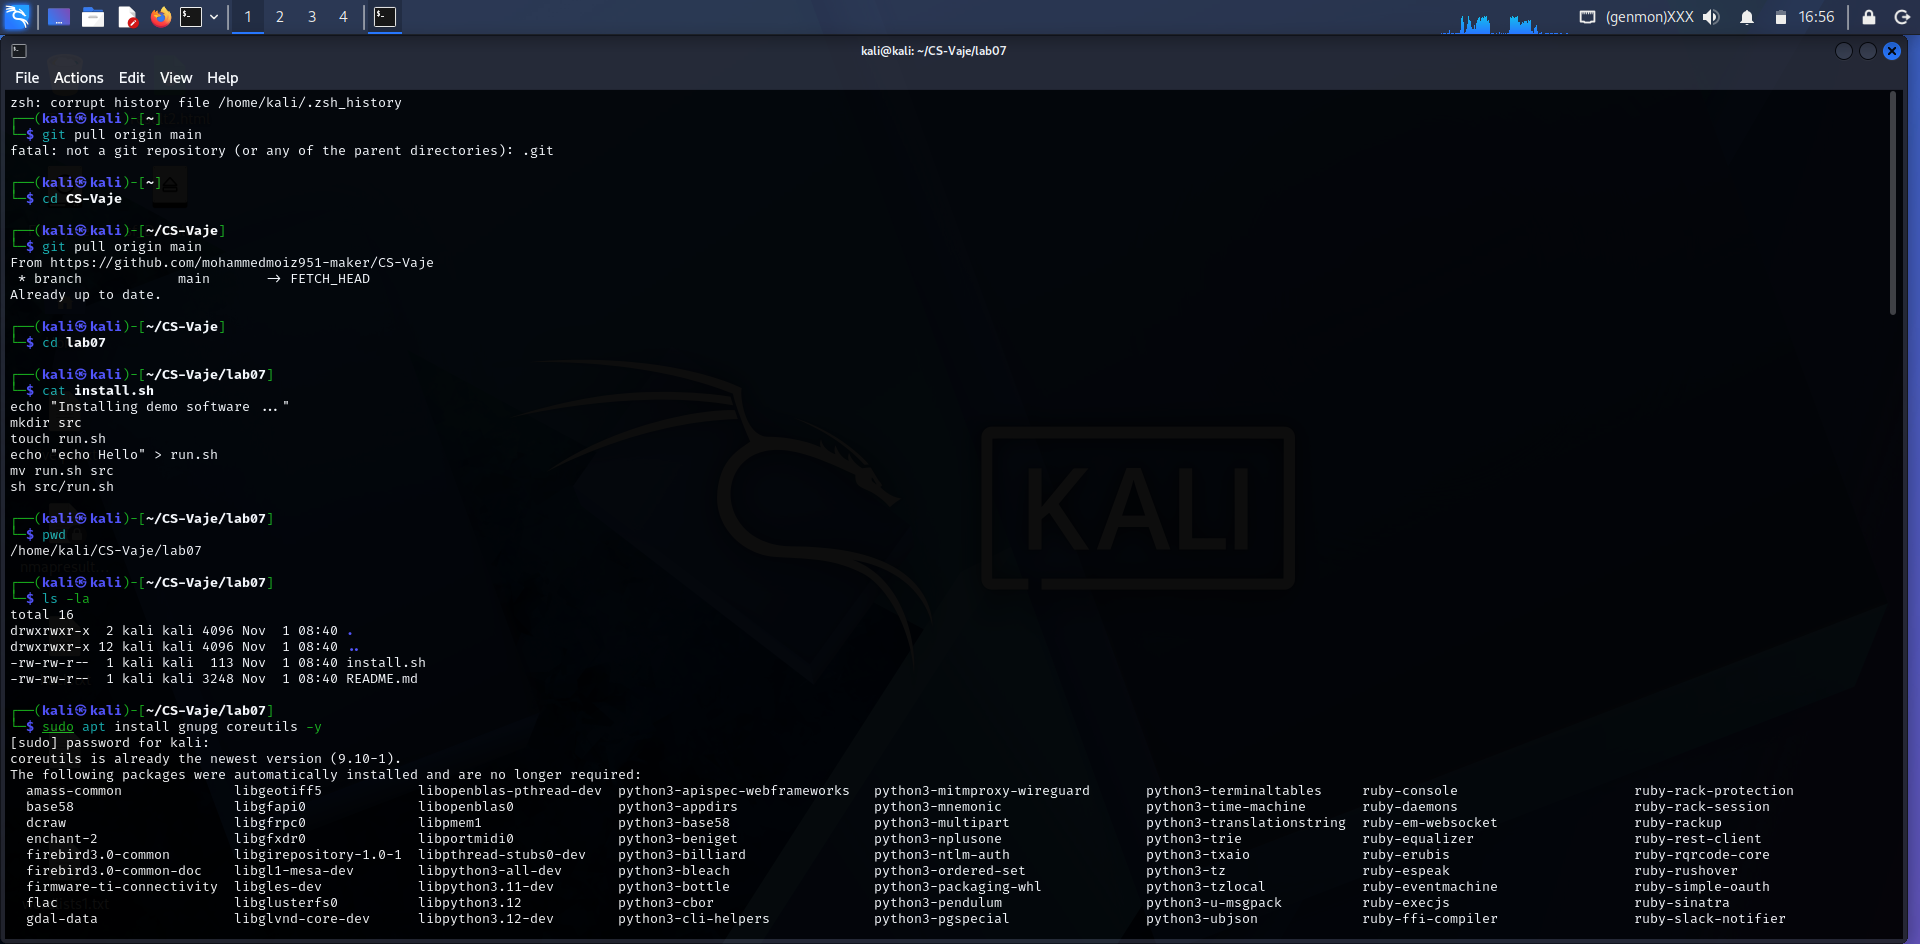 1 2 3 4
(genmon)XXX 16:56
kali@kali: ~/CS-Vaje/lab07
File Actions Edit View Help
zsh: corrupt history file /home/kali/.zsh_history
┌──(kali㉿kali)-[~]
└─$ git pull origin main
fatal: not a git repository (or any of the parent directories): .git
┌──(kali㉿kali)-[~]
└─$ cd CS-Vaje
┌──(kali㉿kali)-[~/CS-Vaje]
└─$ git pull origin main
From https://github.com/mohammedmoiz951-maker/CS-Vaje
 * branch            main       -> FETCH_HEAD
Already up to date.
┌──(kali㉿kali)-[~/CS-Vaje]
└─$ cd lab07
┌──(kali㉿kali)-[~/CS-Vaje/lab07]
└─$ cat install.sh
echo "Installing demo software ..."
mkdir src
touch run.sh
echo "echo Hello" > run.sh
mv run.sh src
sh src/run.sh
┌──(kali㉿kali)-[~/CS-Vaje/lab07]
└─$ pwd
/home/kali/CS-Vaje/lab07
┌──(kali㉿kali)-[~/CS-Vaje/lab07]
└─$ ls -la
total 16
drwxrwxr-x  2 kali kali 4096 Nov  1 08:40 .
drwxrwxr-x 12 kali kali 4096 Nov  1 08:40 ..
-rw-rw-r--  1 kali kali  113 Nov  1 08:40 install.sh
-rw-rw-r--  1 kali kali 3248 Nov  1 08:40 README.md
┌──(kali㉿kali)-[~/CS-Vaje/lab07]
└─$ sudo apt install gnupg coreutils -y
[sudo] password for kali:
coreutils is already the newest version (9.10-1).
The following packages were automatically installed and are no longer required:
  amass-common libgeotiff5 libopenblas-pthread-dev python3-apispec-webframeworks python3-mitmproxy-wireguard python3-terminaltables ruby-console ruby-rack-protection
  base58 libgfapi0 libopenblas0 python3-appdirs python3-mnemonic python3-time-machine ruby-daemons ruby-rack-session
  dcraw libgfrpc0 libpmem1 python3-base58 python3-multipart python3-translationstring ruby-em-websocket ruby-rackup
  enchant-2 libgfxdr0 libportmidi0 python3-beniget python3-nplusone python3-trie ruby-equalizer ruby-rest-client
  firebird3.0-common libgirepository-1.0-1 libpthread-stubs0-dev python3-billiard python3-ntlm-auth python3-txaio ruby-erubis ruby-rqrcode-core
  firebird3.0-common-doc libgl1-mesa-dev libpython3-all-dev python3-bleach python3-ordered-set python3-tz ruby-espeak ruby-rushover
  firmware-ti-connectivity libgles-dev libpython3.11-dev python3-bottle python3-packaging-whl python3-tzlocal ruby-eventmachine ruby-simple-oauth
  flac libglusterfs0 libpython3.12 python3-cbor python3-pendulum python3-u-msgpack ruby-execjs ruby-sinatra
  gdal-data libglvnd-core-dev libpython3.12-dev python3-cli-helpers python3-pgspecial python3-ubjson ruby-ffi-compiler ruby-slack-notifier
KALI